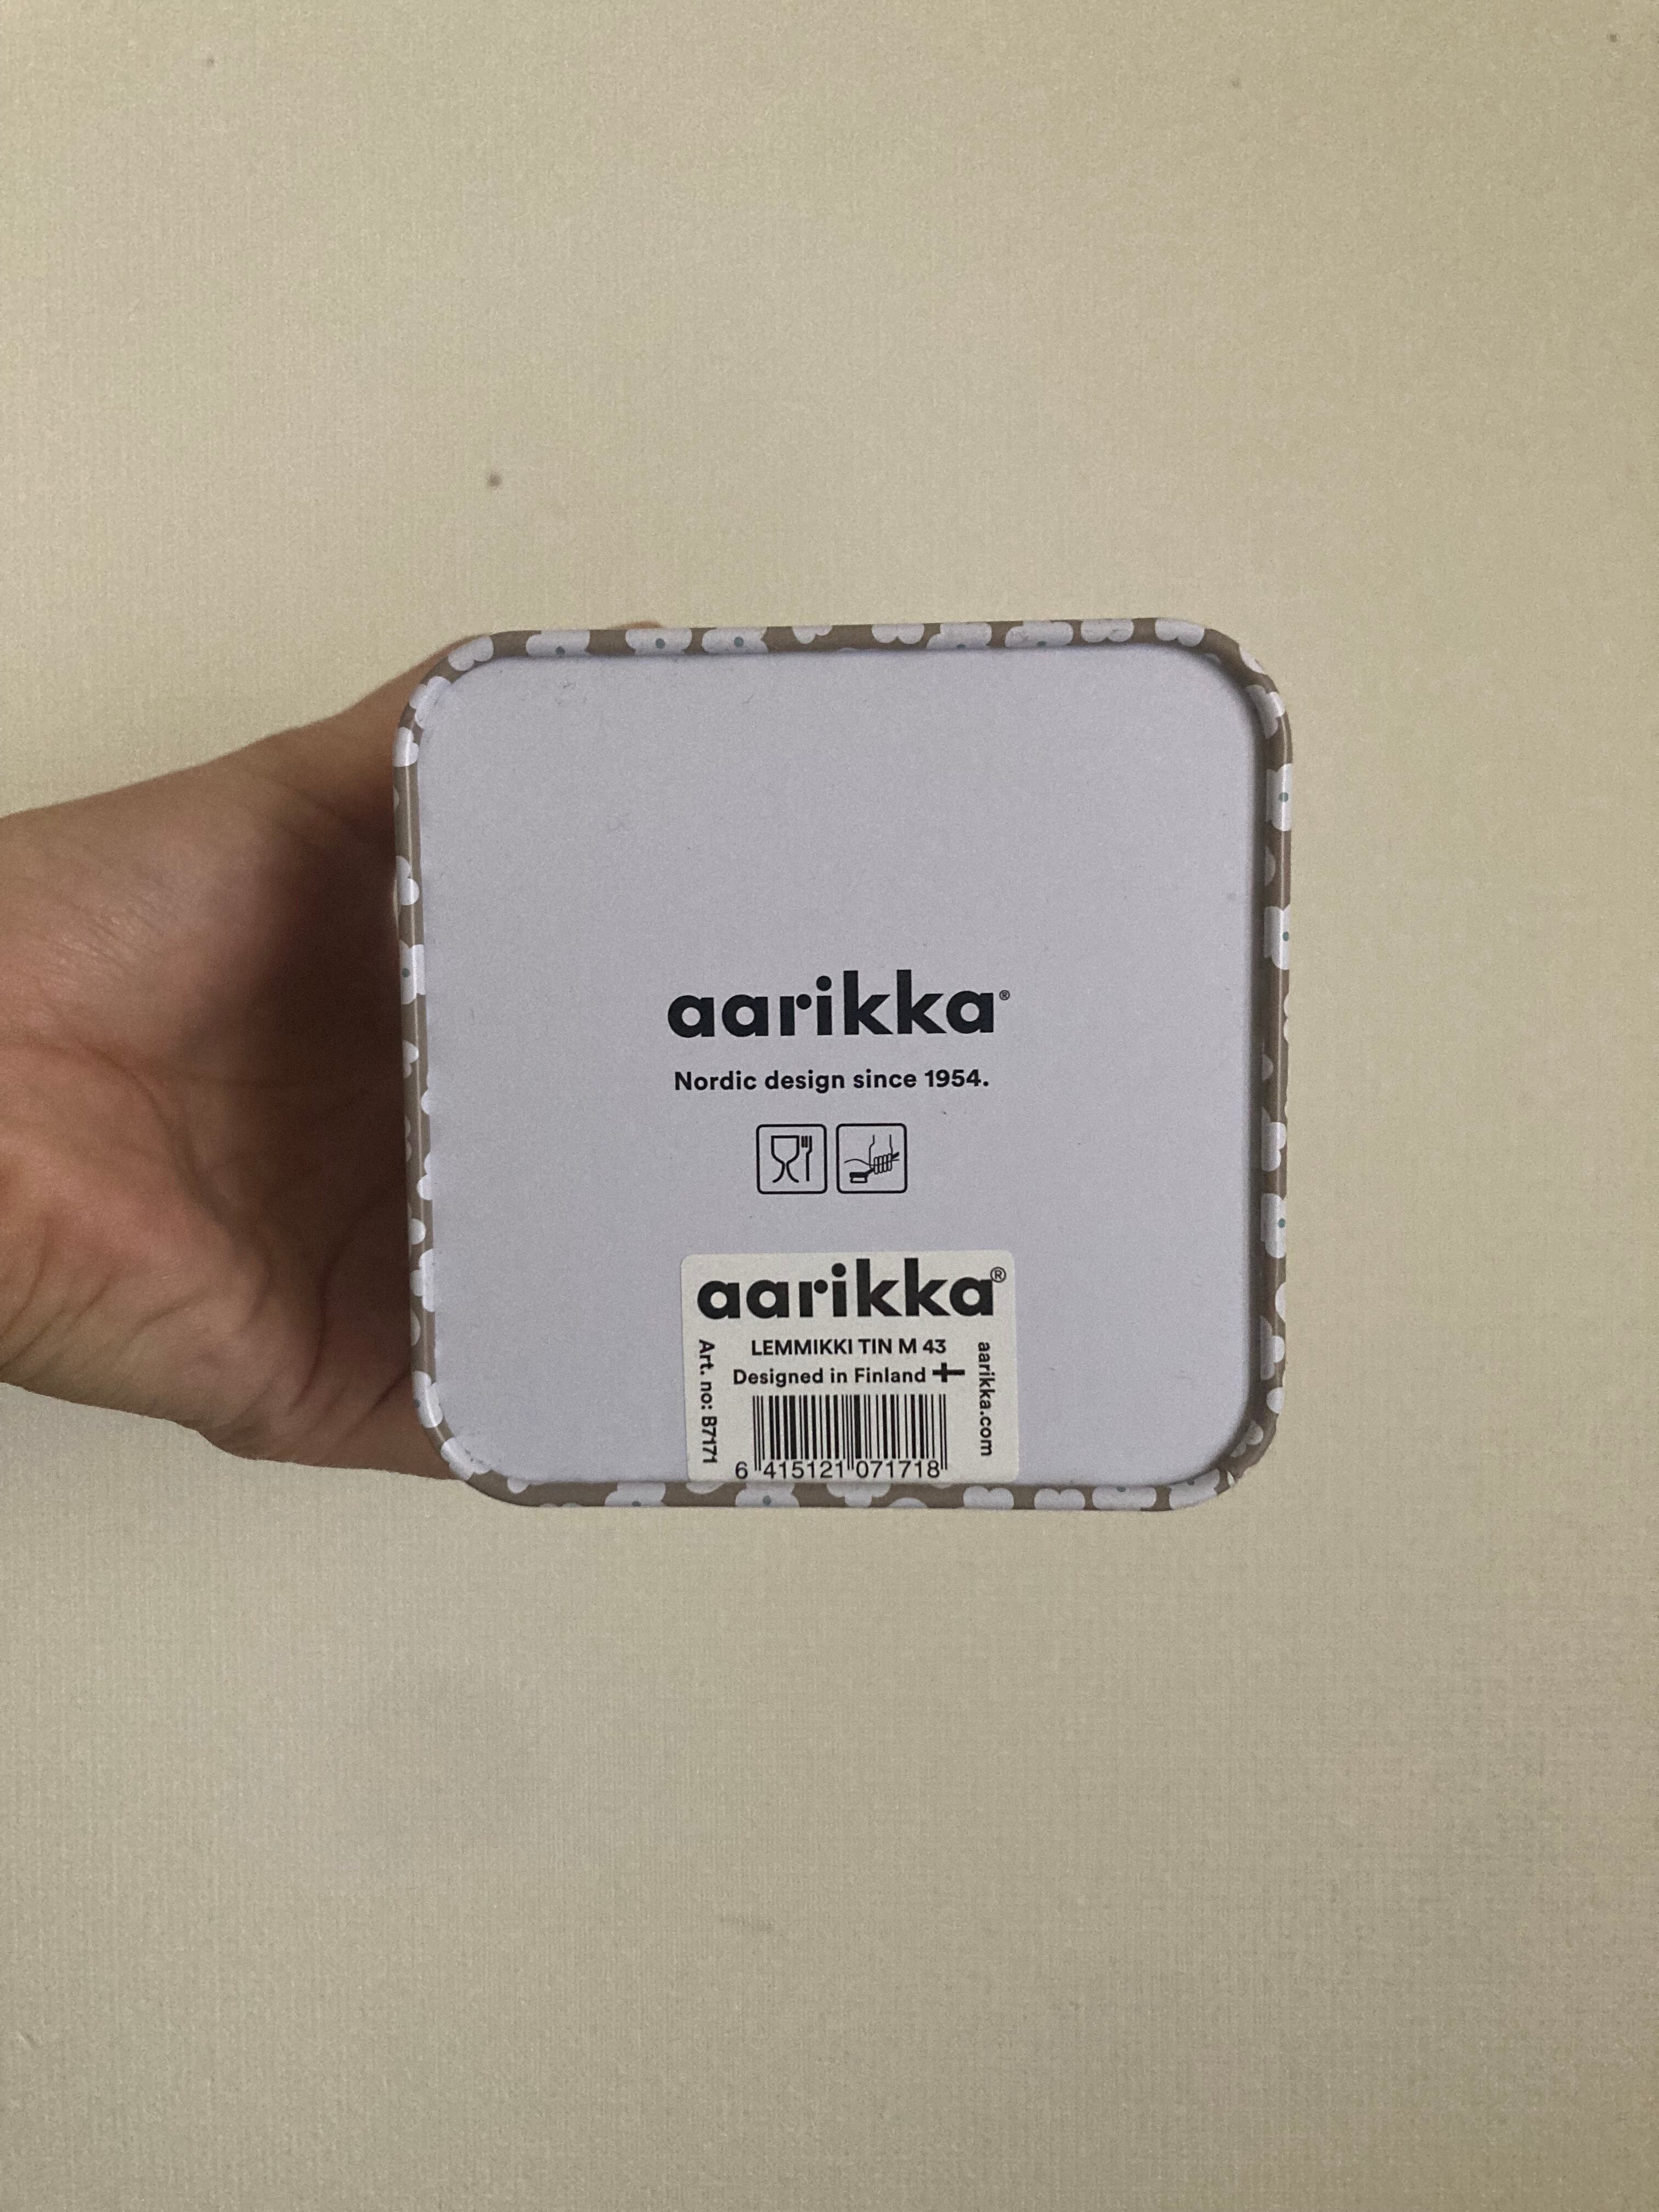 aarikka®
Nordic design since 1954.
aarikka®
LEMMIKKI TIN M 43
Designed in Finland
Art. no: B7171
aarikka.com
6 415121 071718